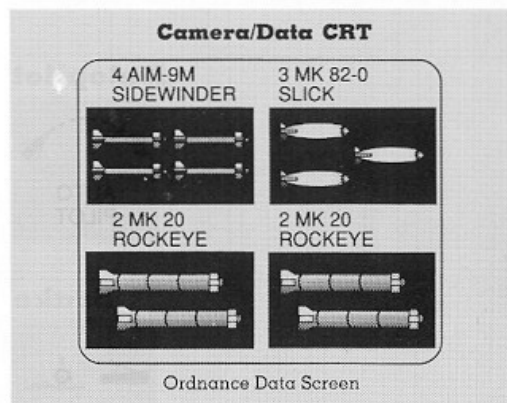 Camera/Data CRT
4 AIM-9M
SIDEWINDER
3 MK 82-0
SLICK
2 MK 20
ROCKEYE
2 MK 20
ROCKEYE
Ordnance Data Screen